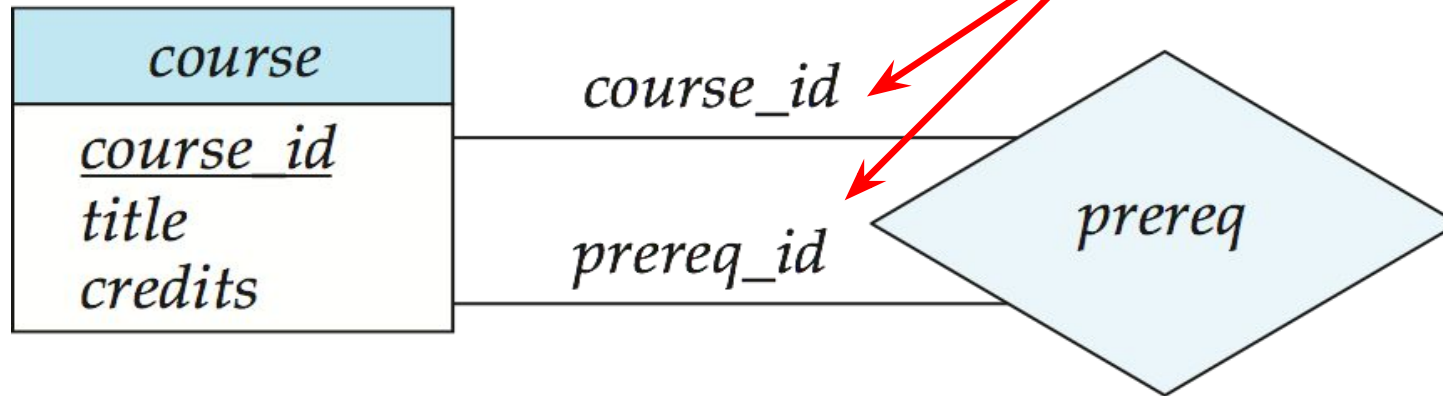 course
course_id
title
credits
course_id
prereq_id
prereq